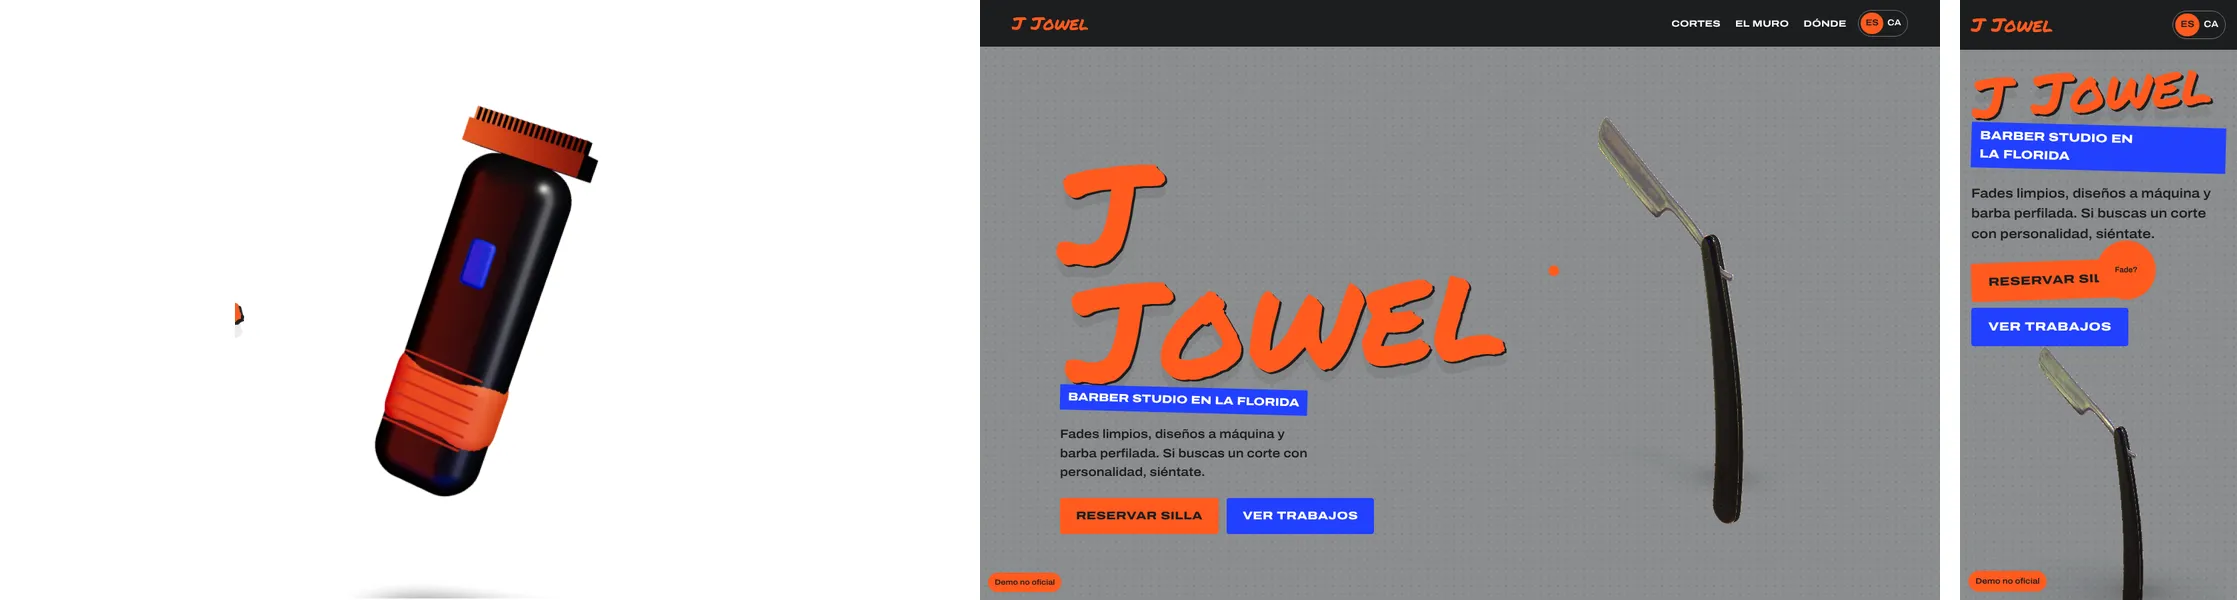 J Jowel
CORTES EL MURO DÓNDE ES CA
J
Jowel
BARBER STUDIO EN LA FLORIDA
Fades limpios, diseños a máquina y
barba perfilada. Si buscas un corte con
personalidad, siéntate.
RESERVAR SILLA VER TRABAJOS
Demo no oficial
J Jowel
ES CA
J Jowel
BARBER STUDIO EN
LA FLORIDA
Fades limpios, diseños a máquina y
barba perfilada. Si buscas un corte
con personalidad, siéntate.
RESERVAR SIL
Fade?
VER TRABAJOS
Demo no oficial